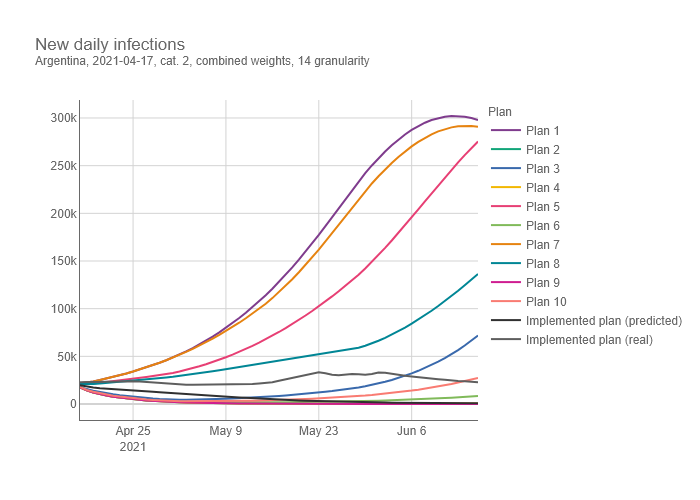 New daily infections
Argentina, 2021-04-17, cat. 2, combined weights, 14 granularity
300k
250k
200k
150k
100k
50k
0
Apr 25
2021
May 9
May 23
Jun 6
Plan
Plan 1
Plan 2
Plan 3
Plan 4
Plan 5
Plan 6
Plan 7
Plan 8
Plan 9
Plan 10
Implemented plan (predicted)
Implemented plan (real)